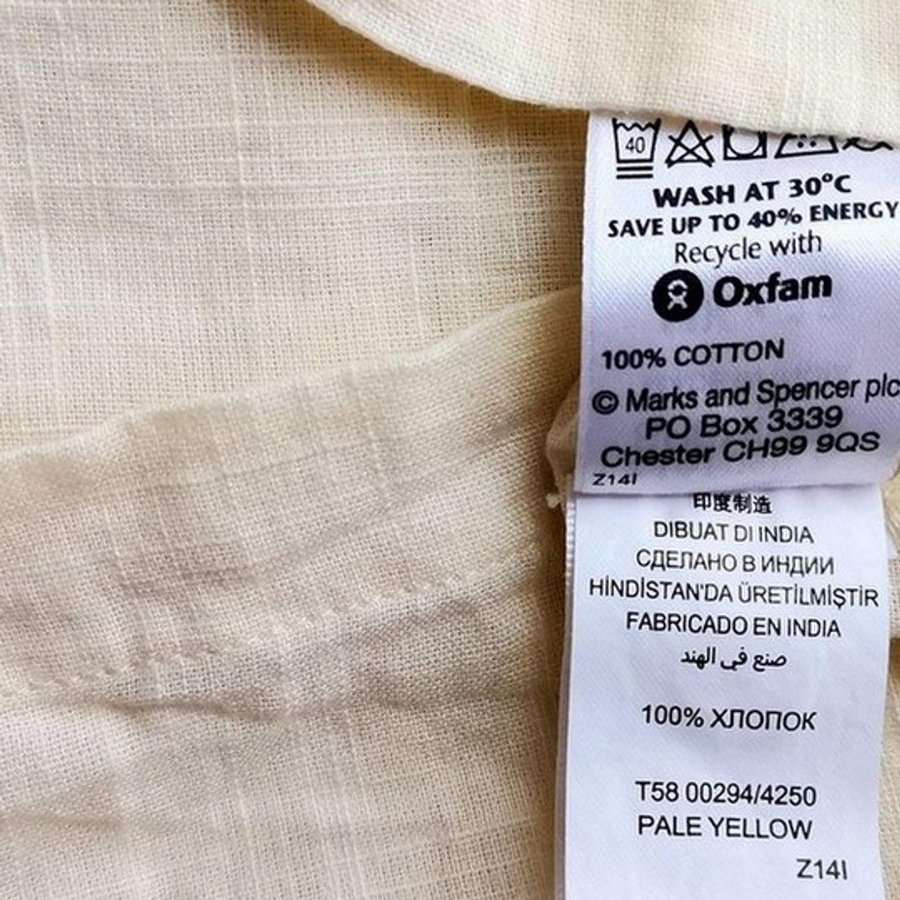 40
WASH AT 30°C
SAVE UP TO 40% ENERGY
Recycle with
Oxfam
100% COTTON
© Marks and Spencer plc
PO Box 3339
Chester CH99 9QS
Z14I
印度制造
DIBUAT DI INDIA
СДЕЛАНО В ИНДИИ
HİNDİSTAN'DA ÜRETİLMİŞTİR
FABRICADO EN INDIA
صنع في الهند
100% ХЛОПОК
T58 00294/4250
PALE YELLOW
Z14I